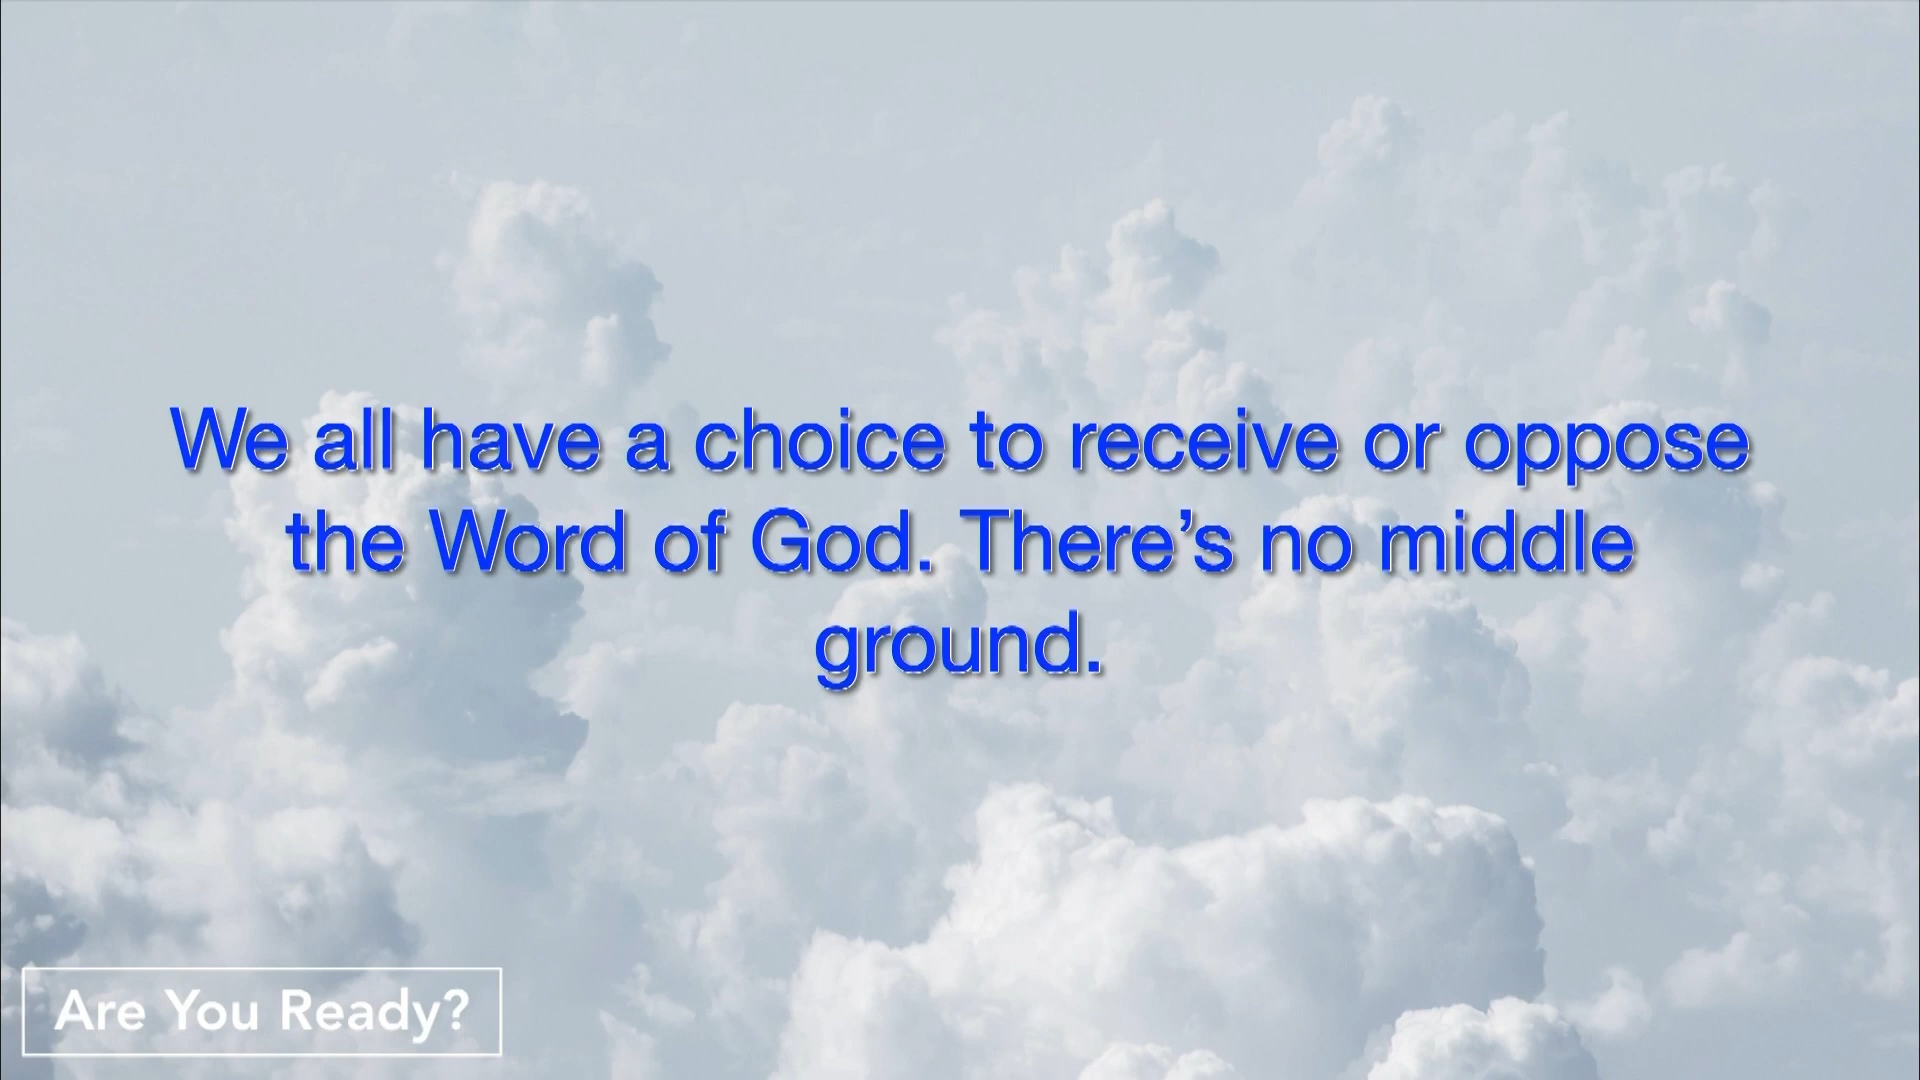 We all have a choice to receive or oppose
the Word of God. There’s no middle
ground.
Are You Ready?